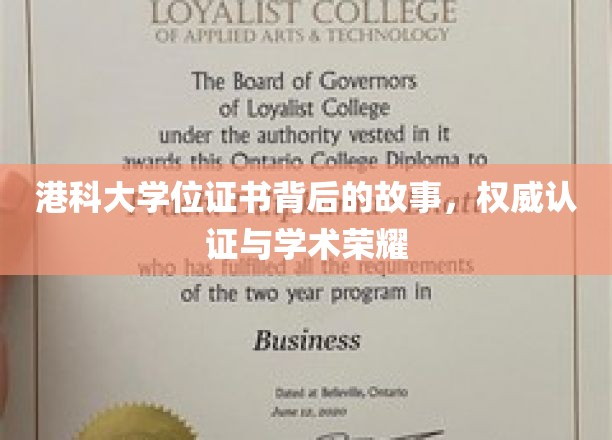 LOYALIST COLLEGE
OF APPLIED ARTS & TECHNOLOGY
The Board of Governors
of Loyalist College
under the authority vested in it
awards this Ontario College Diploma to
港科大学位证书背后的故事，权威认
证与学术荣耀
who has fulfilled all the requirements
of the two year program in
Business
Dated at Belleville, Ontario
June 12, 2020